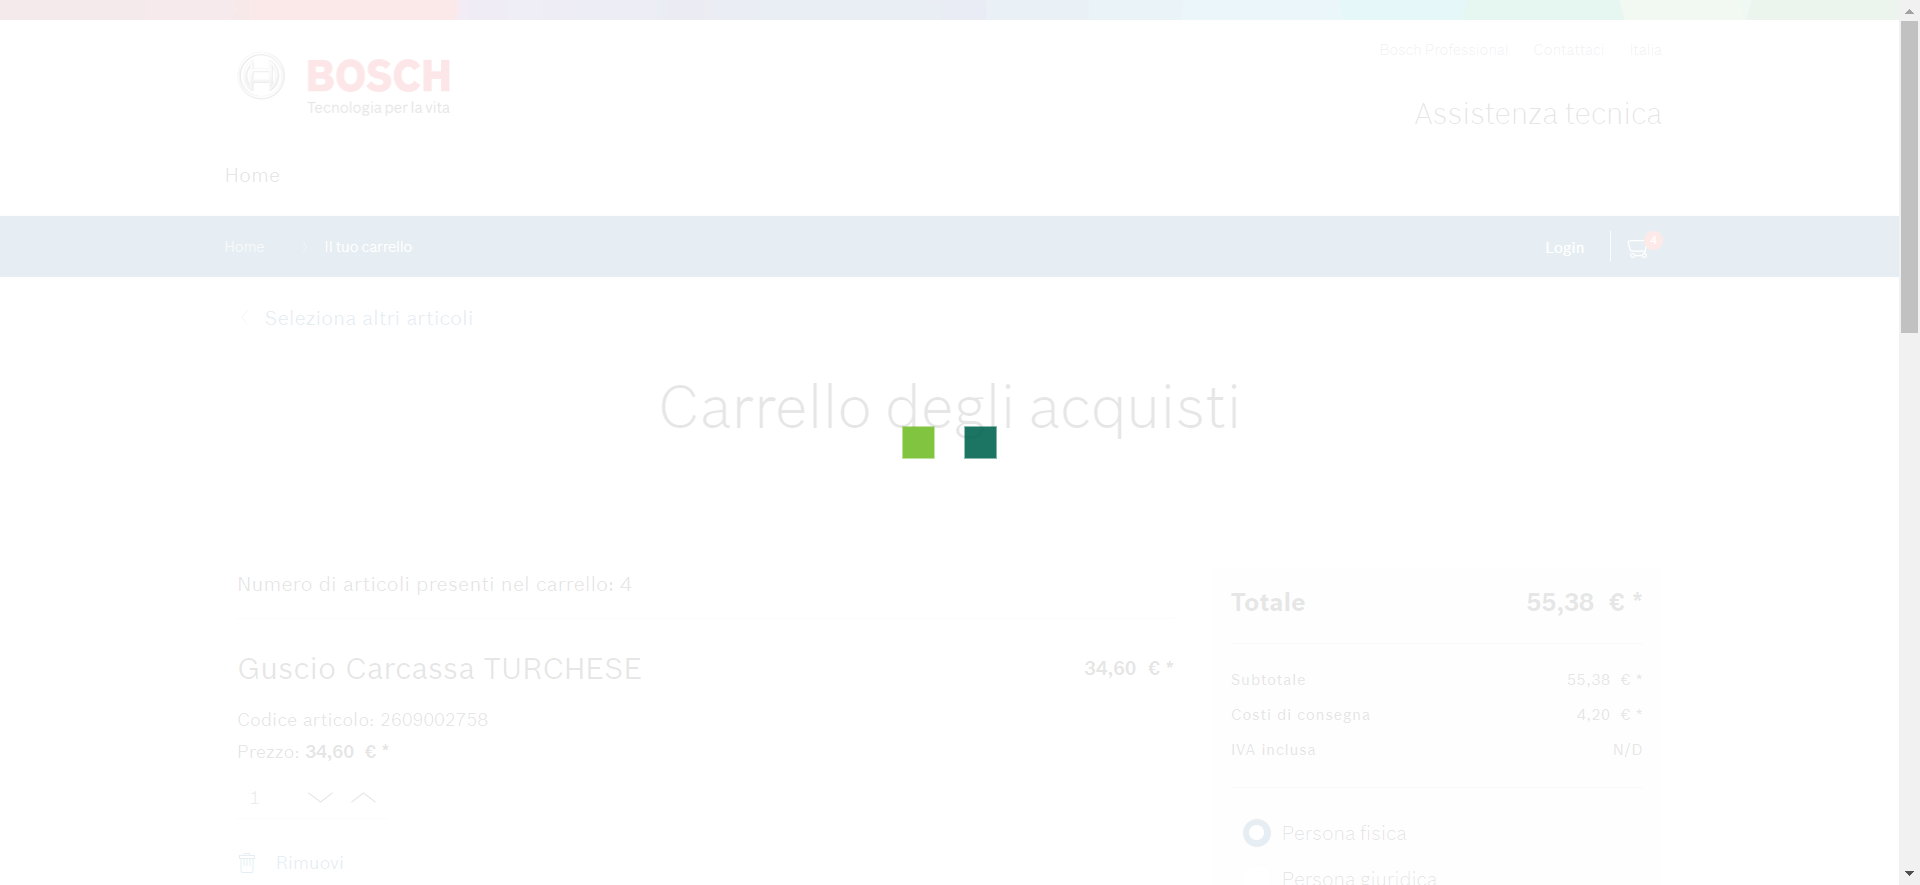 BOSCH
Tecnologia per la vita
Bosch Professional
Contattaci
Italia
Assistenza tecnica
Home
Home
Il tuo carrello
Login
4
Seleziona altri articoli
Carrello degli acquisti
Numero di articoli presenti nel carrello: 4
Guscio Carcassa TURCHESE
34,60 € *
Codice articolo: 2609002758
Prezzo: 34,60 € *
1
Rimuovi
Totale 55,38 € *
Subtotale 55,38 € *
Costi di consegna 4,20 € *
IVA inclusa N/D
Persona fisica
Persona giuridica